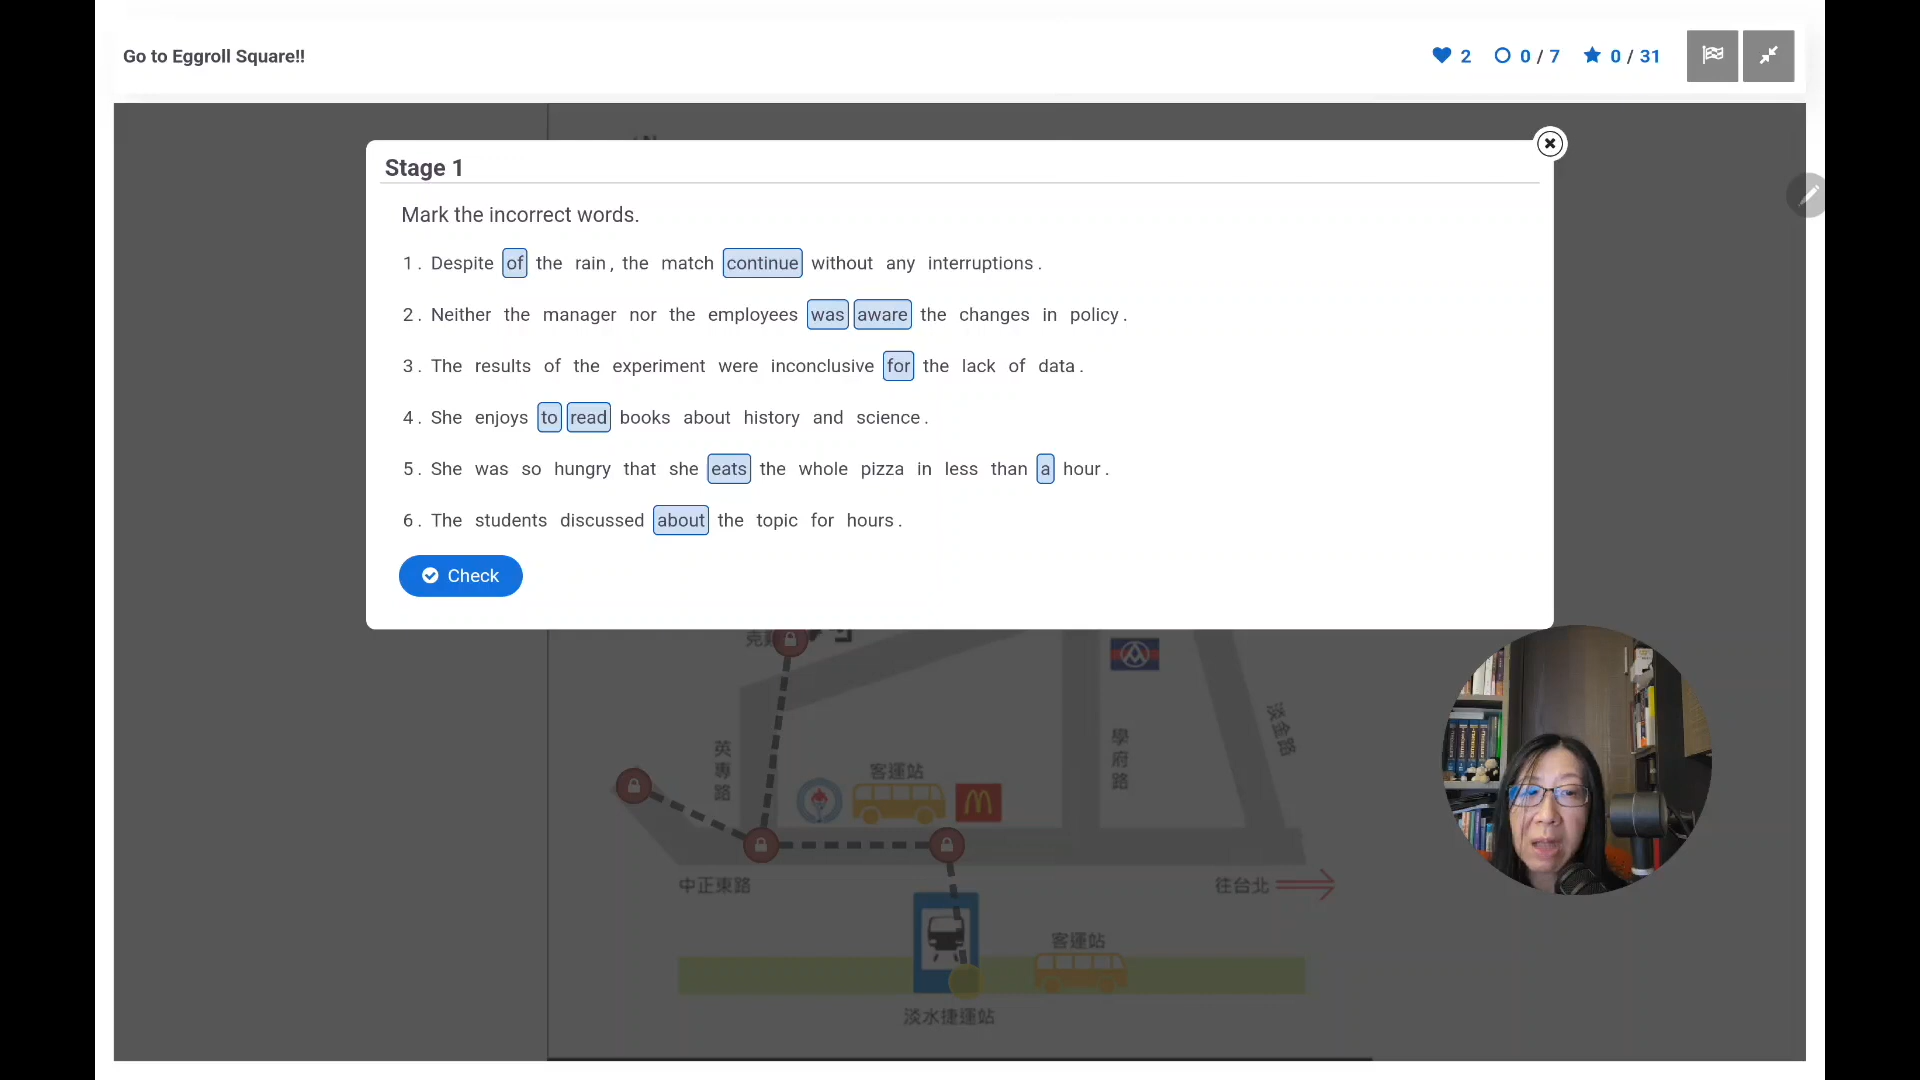 Go to Eggroll Square!!
2 0 / 7 0 / 31
Stage 1
Mark the incorrect words.
1. Despite of the rain, the match continue without any interruptions.
2. Neither the manager nor the employees was aware the changes in policy.
3. The results of the experiment were inconclusive for the lack of data.
4. She enjoys to read books about history and science.
5. She was so hungry that she eats the whole pizza in less than a hour.
6. The students discussed about the topic for hours.
Check
淡金路
英專路
學府路
客運站
中正東路
往台北
客運站
淡水捷運站